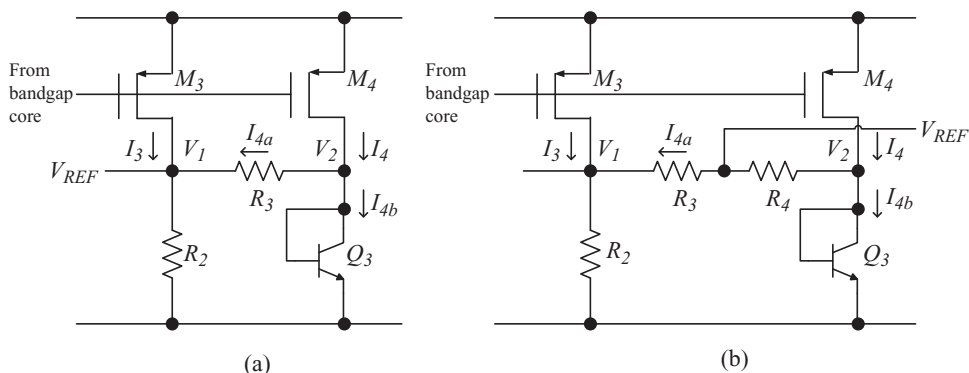 From
bandgap
core
M3
M4
I3
V1
I4a
V2
I4
VREF
R3
I4b
R2
Q3
(a)
From
bandgap
core
M3
M4
VREF
I3
V1
I4a
V2
I4
R3
R4
I4b
R2
Q3
(b)